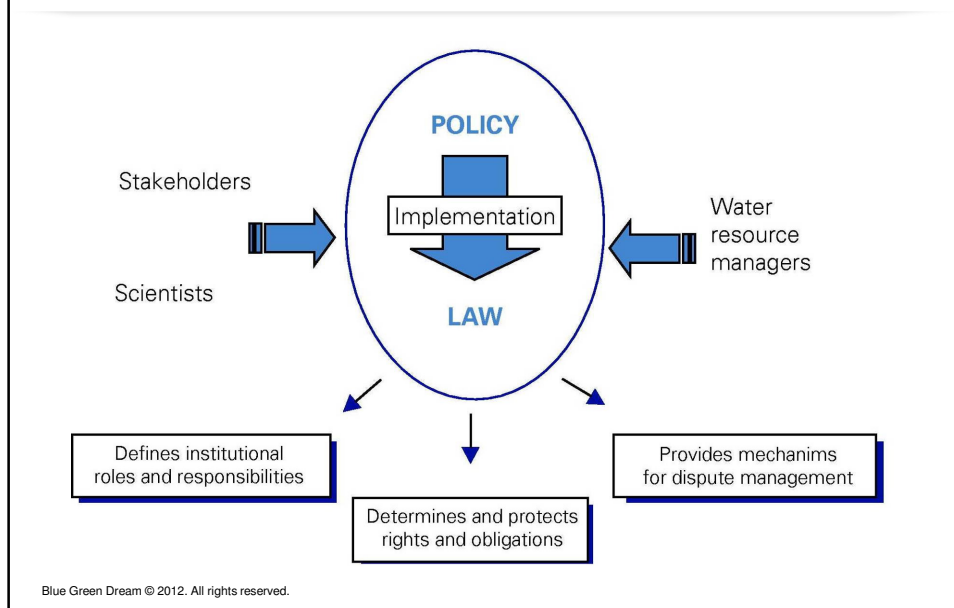 POLICY
Stakeholders
Implementation
Water
resource
managers
Scientists
LAW
Defines institutional
roles and responsibilities
Provides mechanims
for dispute management
Determines and protects
rights and obligations
Blue Green Dream © 2012. All rights reserved.